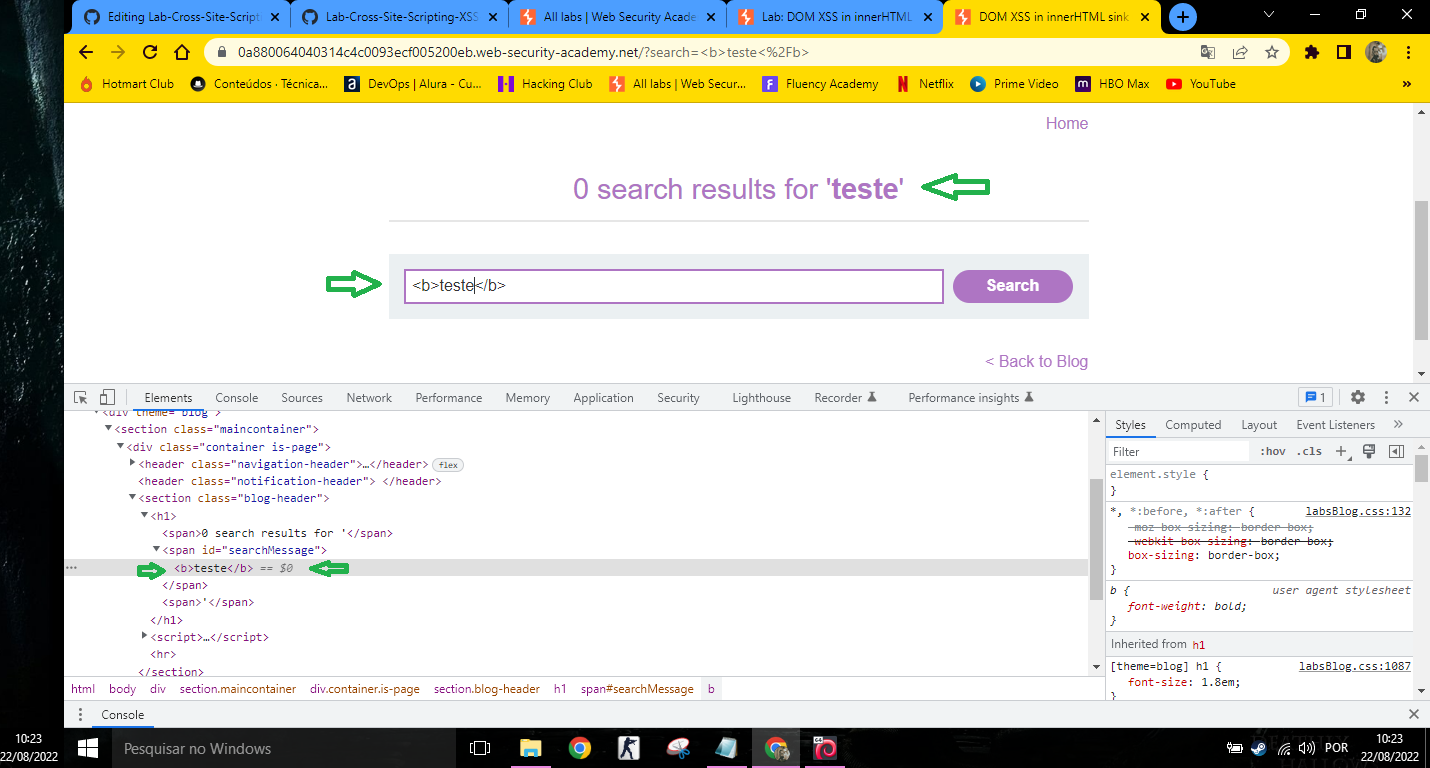 Editing Lab-Cross-Site-Script
Lab-Cross-Site-Scripting-XSS
All labs | Web Security Acade
Lab: DOM XSS in innerHTML
DOM XSS in innerHTML sink
0a880064040314c4c0093ecf005200eb.web-security-academy.net/?search=<b>teste<%2Fb>
Hotmart Club
Conteúdos · Técnica...
DevOps | Alura - Cu...
Hacking Club
All labs | Web Secur...
Fluency Academy
Netflix
Prime Video
HBO Max
YouTube
»
Home
0 search results for 'teste'
<b>teste</b>
Search
< Back to Blog
Elements
Console
Sources
Network
Performance
Memory
Application
Security
Lighthouse
Recorder
Performance insights
1
<div theme="blog">
<section class="maincontainer">
<div class="container is-page">
<header class="navigation-header">…</header> flex
<header class="notification-header"> </header>
<section class="blog-header">
<h1>
<span>0 search results for '</span>
<span id="searchMessage">
<b>teste</b> == $0
</span>
<span>'</span>
</h1>
<script>…</script>
<hr>
</section>
html body div section.maincontainer div.container.is-page section.blog-header h1 span#searchMessage b
Styles
Computed
Layout
Event Listeners
»
Filter
:hov .cls
element.style {
}
*, *:before, *:after { labsBlog.css:132
-moz-box-sizing: border-box;
-webkit-box-sizing: border-box;
box-sizing: border-box;
}
b { user agent stylesheet
font-weight: bold;
}
Inherited from h1
[theme=blog] h1 { labsBlog.css:1087
font-size: 1.8em;
}
Console
10:23
22/08/2022
Pesquisar no Windows
64
POR
10:23
22/08/2022